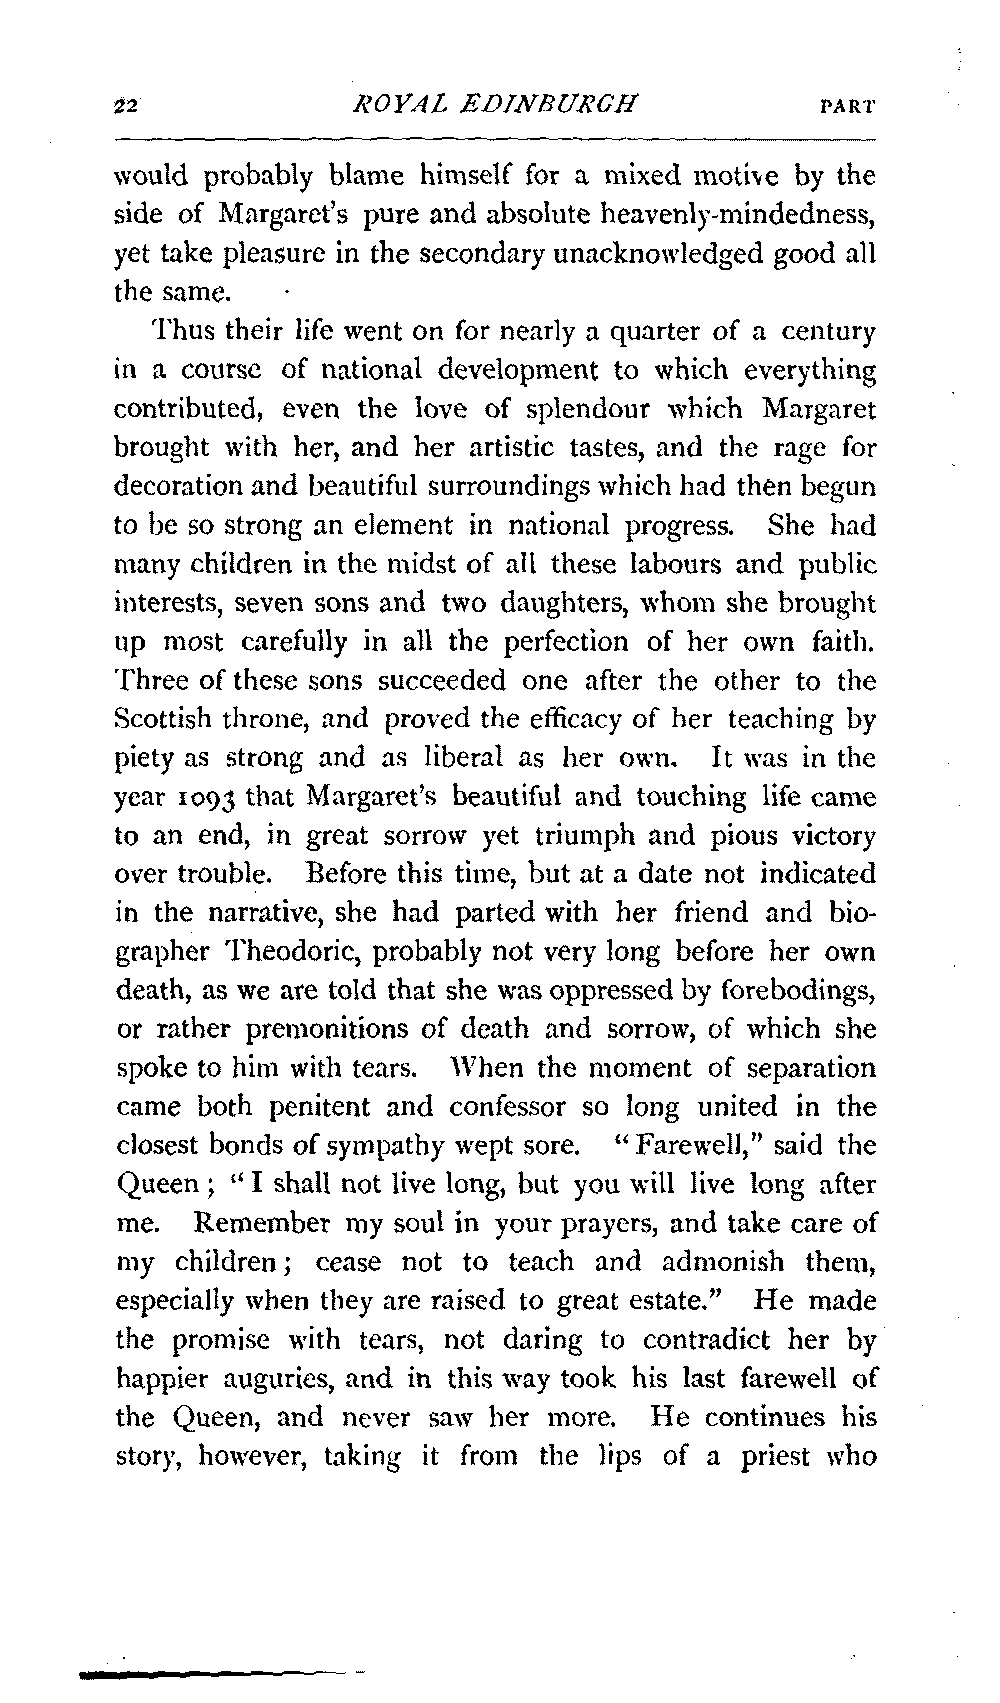 22 ROYAL EDINBURGH PART
would probably blame himself for a mixed motive by the
side of Margaret's pure and absolute heavenly-mindedness,
yet take pleasure in the secondary unacknowledged good all
the same.
Thus their life went on for nearly a quarter of a century
in a course of national development to which everything
contributed, even the love of splendour which Margaret
brought with her, and her artistic tastes, and the rage for
decoration and beautiful surroundings which had then begun
to be so strong an element in national progress. She had
many children in the midst of all these labours and public
interests, seven sons and two daughters, whom she brought
up most carefully in all the perfection of her own faith.
Three of these sons succeeded one after the other to the
Scottish throne, and proved the efficacy of her teaching by
piety as strong and as liberal as her own. It was in the
year 1093 that Margaret's beautiful and touching life came
to an end, in great sorrow yet triumph and pious victory
over trouble. Before this time, but at a date not indicated
in the narrative, she had parted with her friend and bio-
grapher Theodoric, probably not very long before her own
death, as we are told that she was oppressed by forebodings,
or rather premonitions of death and sorrow, of which she
spoke to him with tears. When the moment of separation
came both penitent and confessor so long united in the
closest bonds of sympathy wept sore. "Farewell," said the
Queen; "I shall not live long, but you will live long after
me. Remember my soul in your prayers, and take care of
my children; cease not to teach and admonish them,
especially when they are raised to great estate." He made
the promise with tears, not daring to contradict her by
happier auguries, and in this way took his last farewell of
the Queen, and never saw her more. He continues his
story, however, taking it from the lips of a priest who